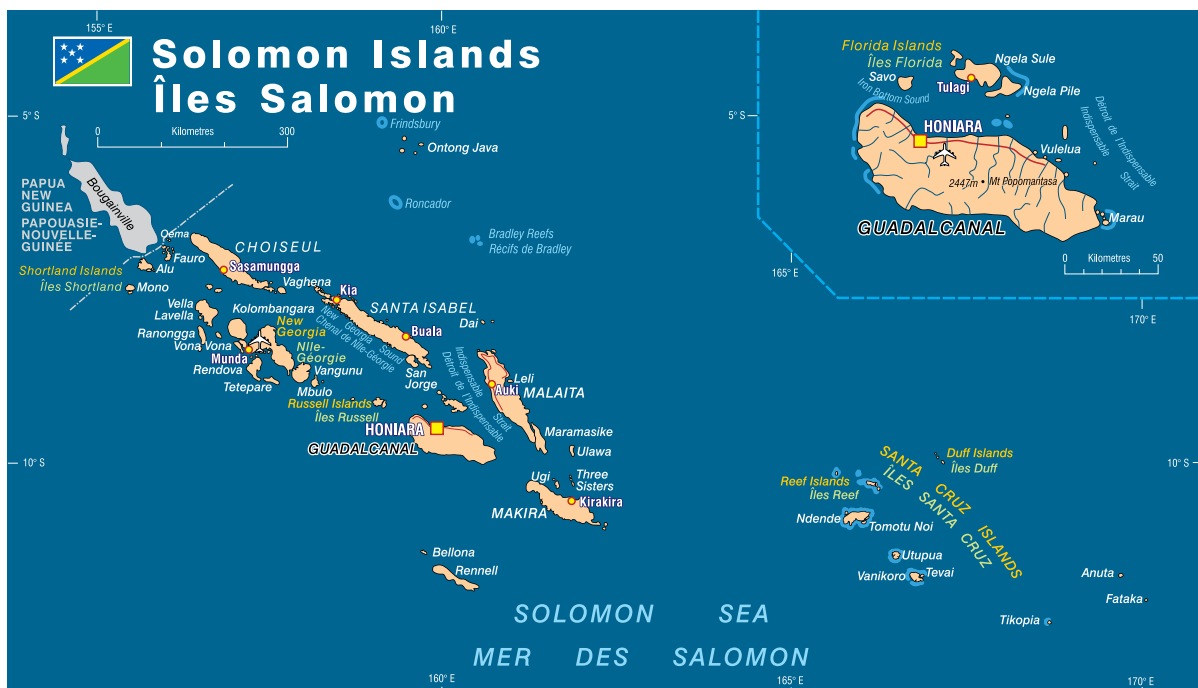 155° E
160° E
Solomon Islands
Îles Salomon
0
Kilometres
300
5° S
Frindsbury
Ontong Java
Roncador
Bradley Reefs
Récifs de Bradley
PAPUA
NEW
GUINEA
PAPOUASIE-
NOUVELLE-
GUINÉE
Bougainville
Oema
Fauro
Shortland Islands
Îles Shortland
Alu
Mono
CHOISEUL
Sasamungga
Vaghena
Kia
SANTA ISABEL
Buala
Dai
Vella
Lavella
Kolombangara
New
Georgia
Nlle-
Géorgie
Ranongga
Vona Vona
Munda
Rendova
Tetepare
Vangunu
Mbulo
New Georgia Sound
Chenal de Nlle-Géorgie
San
Jorge
Indispensable Strait
Détroit de l'Indispensable
Leli
Auki
MALAITA
Russell Islands
Îles Russell
HONIARA
GUADALCANAL
Maramasike
Ulawa
Ugi
Three
Sisters
Kirakira
MAKIRA
Bellona
Rennell
10° S
SOLOMON SEA
MER DES SALOMON
160° E
165° E
170° E
5° S
Florida Islands
Îles Florida
Ngela Sule
Savo
Tulagi
Ngela Pile
Iron Bottom Sound
HONIARA
Détroit de l'Indispensable
Indispensable
Strait
Vulelua
2447m • Mt Popomantasa
GUADALCANAL
Marau
Kilometres
0
50
165° E
170° E
10° S
Duff Islands
Îles Duff
SANTA CRUZ ISLANDS
ÎLES SANTA CRUZ
Reef Islands
Îles Reef
Ndende
Tomotu Noi
Utupua
Vanikoro
Tevai
Anuta
Fataka
Tikopia